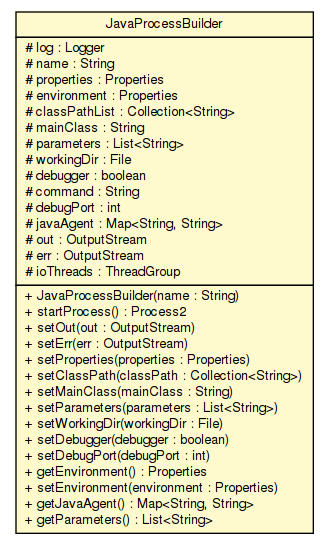 JavaProcessBuilder
# log : Logger
# name : String
# properties : Properties
# environment : Properties
# classPathList : Collection<String>
# mainClass : String
# parameters : List<String>
# workingDir : File
# debugger : boolean
# command : String
# debugPort : int
# javaAgent : Map<String, String>
# out : OutputStream
# err : OutputStream
# ioThreads : ThreadGroup
+ JavaProcessBuilder(name : String)
+ startProcess() : Process2
+ setOut(out : OutputStream)
+ setErr(err : OutputStream)
+ setProperties(properties : Properties)
+ setClassPath(classPath : Collection<String>)
+ setMainClass(mainClass : String)
+ setParameters(parameters : List<String>)
+ setWorkingDir(workingDir : File)
+ setDebugger(debugger : boolean)
+ setDebugPort(debugPort : int)
+ getEnvironment() : Properties
+ setEnvironment(environment : Properties)
+ getJavaAgent() : Map<String, String>
+ getParameters() : List<String>